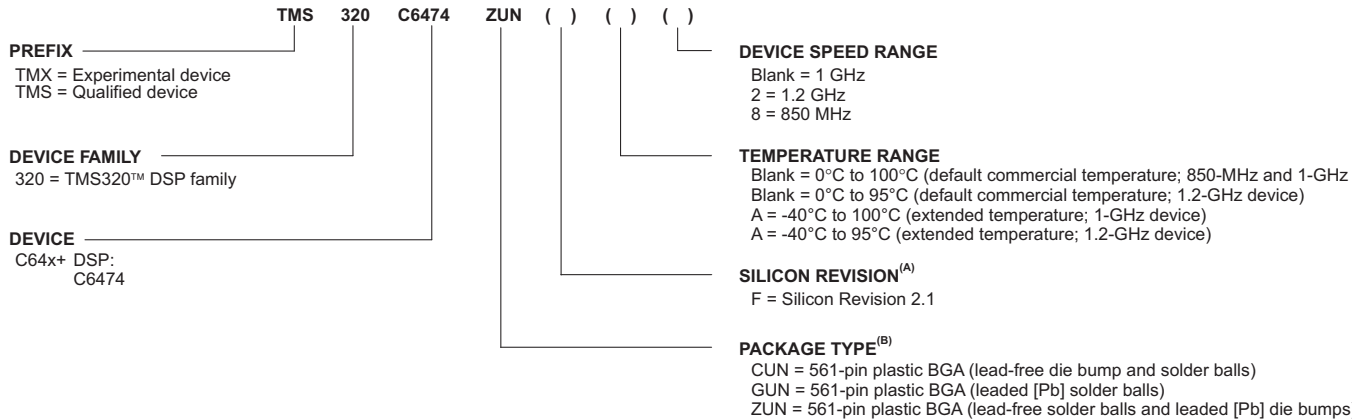 TMS 320 C6474 ZUN ( ) ( ) ( )
PREFIX
TMX = Experimental device
TMS = Qualified device
DEVICE FAMILY
320 = TMS320™ DSP family
DEVICE
C64x+ DSP:
C6474
DEVICE SPEED RANGE
Blank = 1 GHz
2 = 1.2 GHz
8 = 850 MHz
TEMPERATURE RANGE
Blank = 0°C to 100°C (default commercial temperature; 850-MHz and 1-GHz
Blank = 0°C to 95°C (default commercial temperature; 1.2-GHz device)
A = -40°C to 100°C (extended temperature; 1-GHz device)
A = -40°C to 95°C (extended temperature; 1.2-GHz device)
SILICON REVISION(A)
F = Silicon Revision 2.1
PACKAGE TYPE(B)
CUN = 561-pin plastic BGA (lead-free die bump and solder balls)
GUN = 561-pin plastic BGA (leaded [Pb] solder balls)
ZUN = 561-pin plastic BGA (lead-free solder balls and leaded [Pb] die bumps